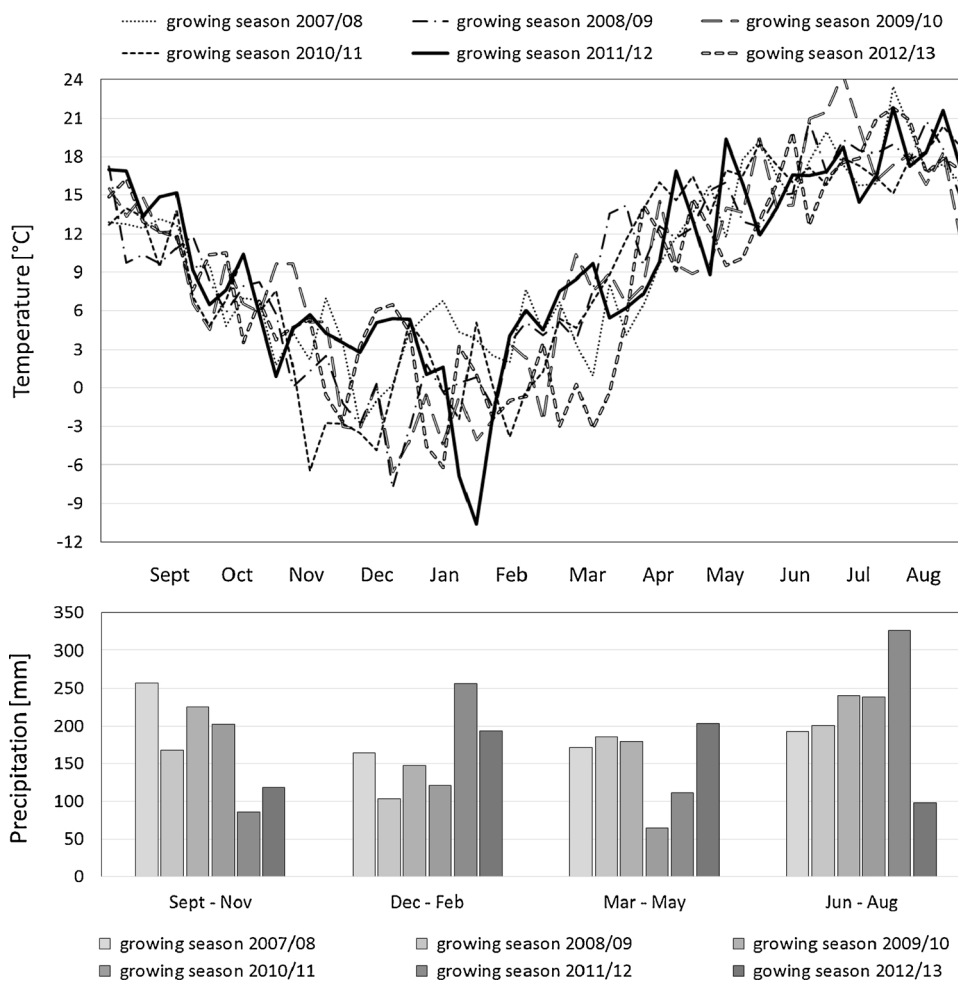 growing season 2007/08 growing season 2008/09 growing season 2009/10
growing season 2010/11 growing season 2011/12 gowing season 2012/13
Temperature [°C]
24
21
18
15
12
9
6
3
0
-3
-6
-9
-12
Sept Oct Nov Dec Jan Feb Mar Apr May Jun Jul Aug
Precipitation [mm]
350
300
250
200
150
100
50
0
Sept - Nov Dec - Feb Mar - May Jun - Aug
growing season 2007/08 growing season 2008/09 growing season 2009/10
growing season 2010/11 growing season 2011/12 gowing season 2012/13